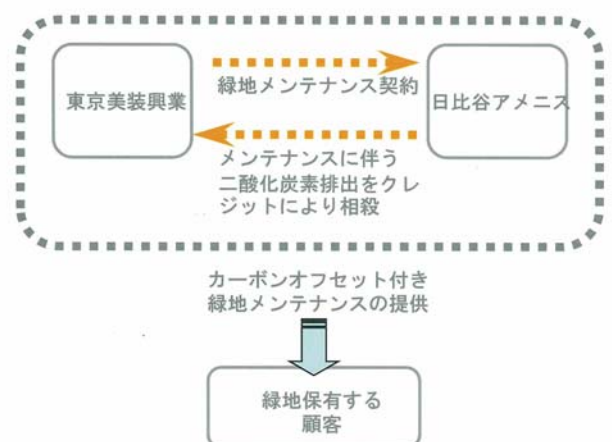 東京美装興業
緑地メンテナンス契約
日比谷アメニス
メンテナンスに伴う
二酸化炭素排出をクレ
ジットにより相殺
カーボンオフセット付き
緑地メンテナンスの提供
緑地保有する
顧客